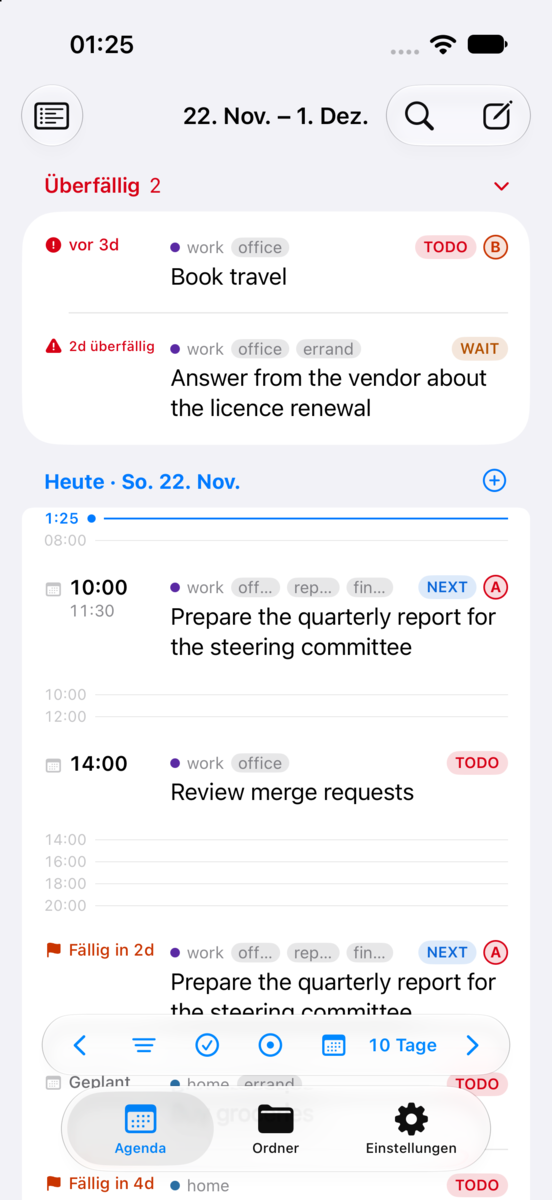 01:25
22. Nov. – 1. Dez.
Überfällig 2
vor 3d work office TODO B
Book travel
2d überfällig work office errand WAIT
Answer from the vendor about
the licence renewal
Heute · So. 22. Nov.
1:25
08:00
10:00 work off... rep... fin... NEXT A
11:30
Prepare the quarterly report for
the steering committee
10:00
12:00
14:00 work office TODO
Review merge requests
14:00
16:00
18:00
20:00
Fällig in 2d work off... rep... fin... NEXT A
Prepare the quarterly report for
the steering committee
10 Tage
Geplant home errand TODO
Agenda
Ordner
Einstellungen
Fällig in 4d home TODO